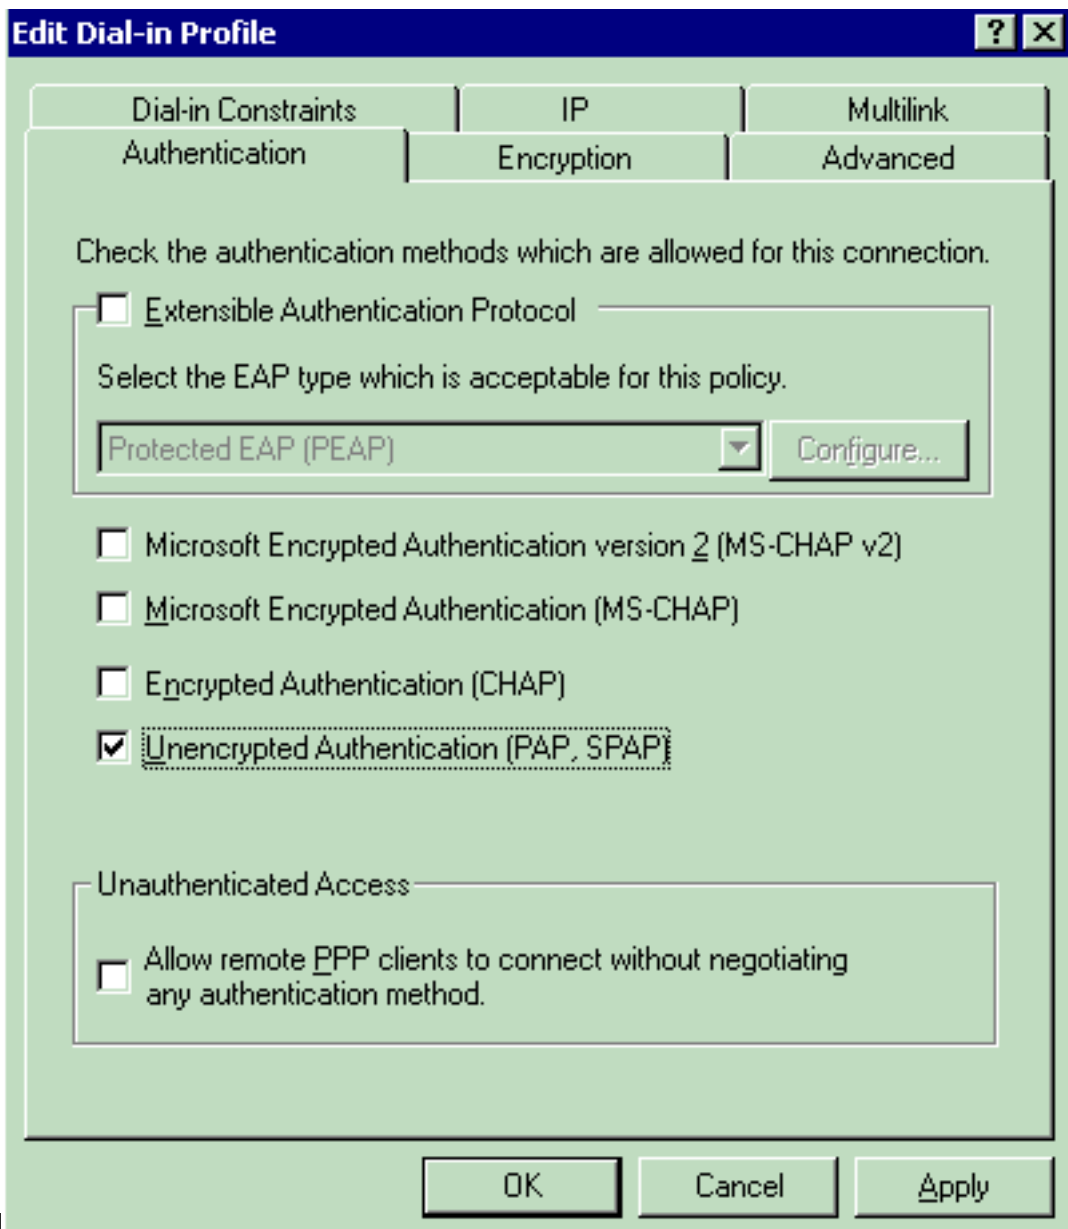 Edit Dial-in Profile
Dial-in Constraints IP Multilink
Authentication Encryption Advanced
Check the authentication methods which are allowed for this connection.
Extensible Authentication Protocol
Select the EAP type which is acceptable for this policy.
Protected EAP (PEAP) Configure...
Microsoft Encrypted Authentication version 2 (MS-CHAP v2)
Microsoft Encrypted Authentication (MS-CHAP)
Encrypted Authentication (CHAP)
Unencrypted Authentication (PAP, SPAP)
Unauthenticated Access
Allow remote PPP clients to connect without negotiating
any authentication method.
OK Cancel Apply